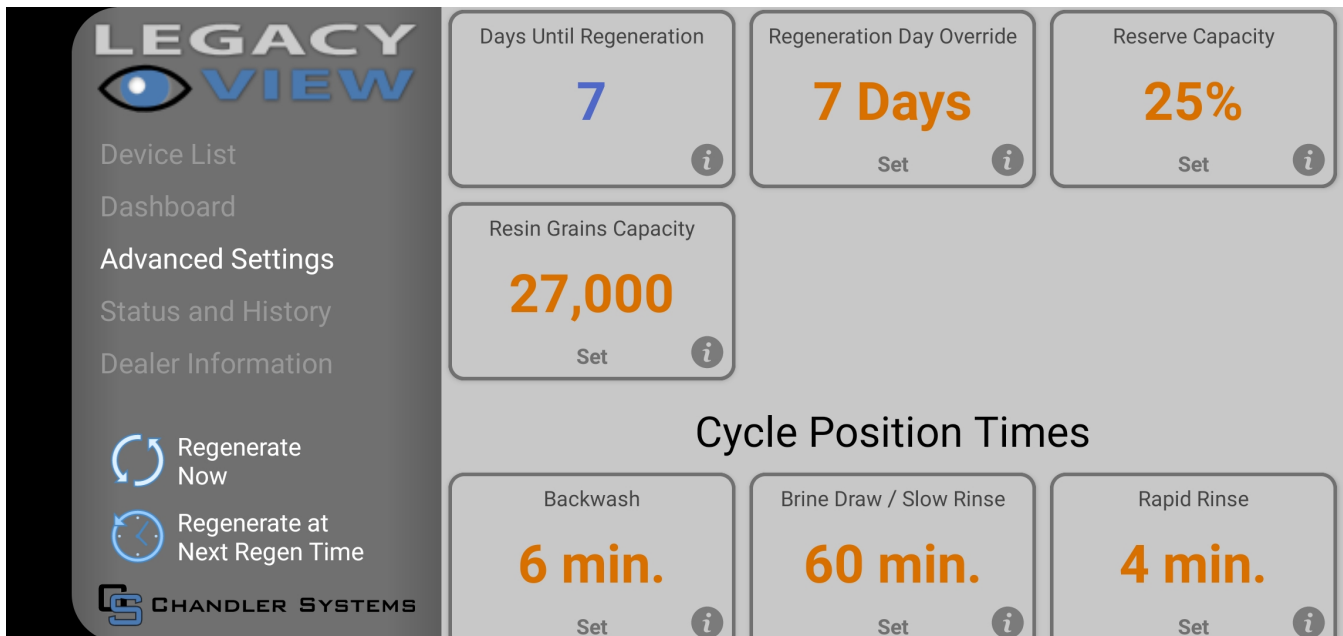 LEGACY
VIEW
Device List
Dashboard
Advanced Settings
Status and History
Dealer Information
Regenerate
Now
Regenerate at
Next Regen Time
CS CHANDLER SYSTEMS
Days Until Regeneration
7
i
Regeneration Day Override
7 Days
Set
i
Reserve Capacity
25%
Set
i
Resin Grains Capacity
27,000
Set
i
Cycle Position Times
Backwash
6 min.
Set
i
Brine Draw / Slow Rinse
60 min.
Set
i
Rapid Rinse
4 min.
Set
i